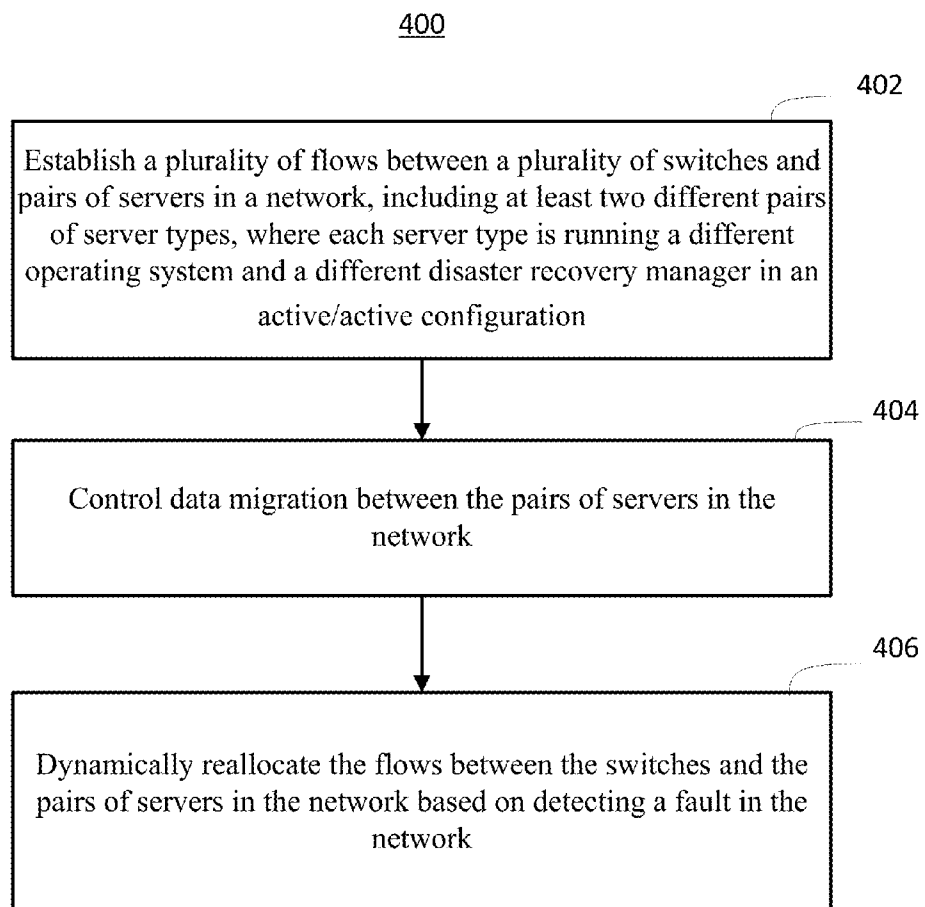 400
402
Establish a plurality of flows between a plurality of switches and
pairs of servers in a network, including at least two different pairs
of server types, where each server type is running a different
operating system and a different disaster recovery manager in an
active/active configuration
404
Control data migration between the pairs of servers in the
network
406
Dynamically reallocate the flows between the switches and the
pairs of servers in the network based on detecting a fault in the
network